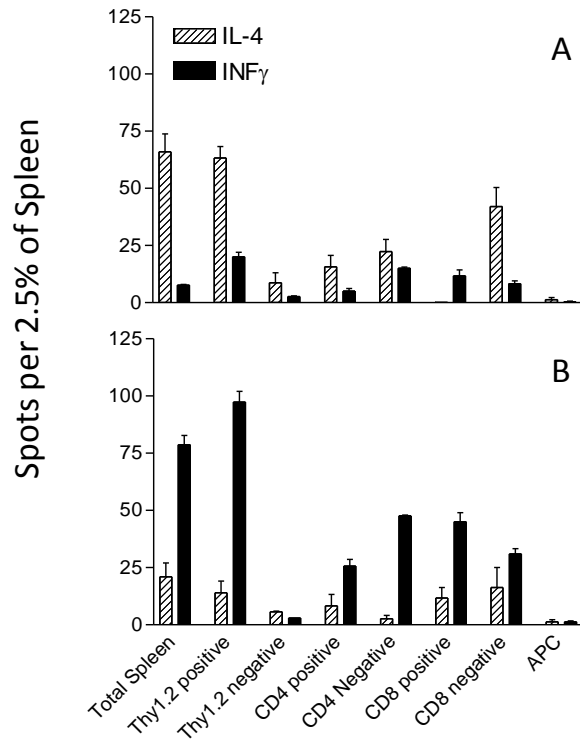 Spots per 2.5% of Spleen
IL-4
INFγ
A
125
100
75
50
25
0
B
125
100
75
50
25
0
Total Spleen
Thy1.2 positive
Thy1.2 negative
CD4 positive
CD4 Negative
CD8 positive
CD8 negative
APC